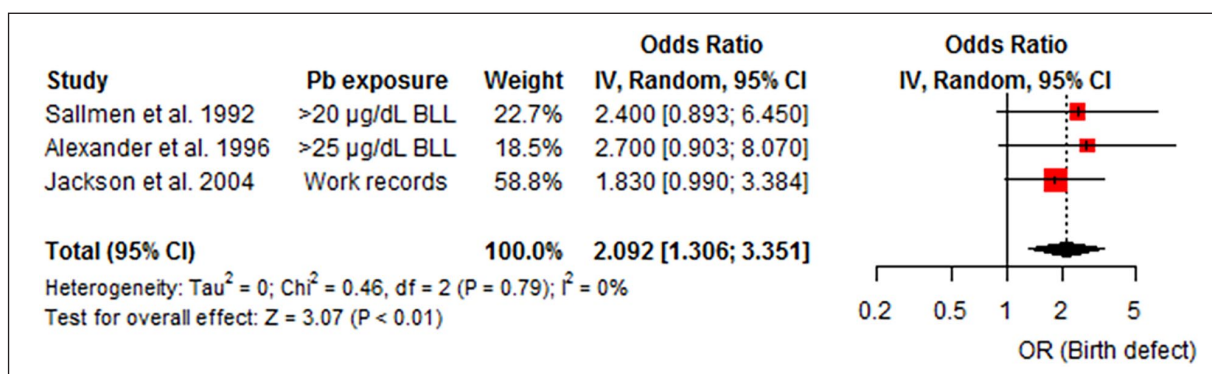 Odds Ratio Odds Ratio
Study Pb exposure Weight IV, Random, 95% CI IV, Random, 95% CI
Sallmen et al. 1992 >20 µg/dL BLL 22.7% 2.400 [0.893; 6.450]
Alexander et al. 1996 >25 µg/dL BLL 18.5% 2.700 [0.903; 8.070]
Jackson et al. 2004 Work records 58.8% 1.830 [0.990; 3.384]
Total (95% CI) 100.0% 2.092 [1.306; 3.351]
Heterogeneity: Tau² = 0; Chi² = 0.46, df = 2 (P = 0.79); I² = 0%
Test for overall effect: Z = 3.07 (P < 0.01)
0.2 0.5 1 2 5
OR (Birth defect)